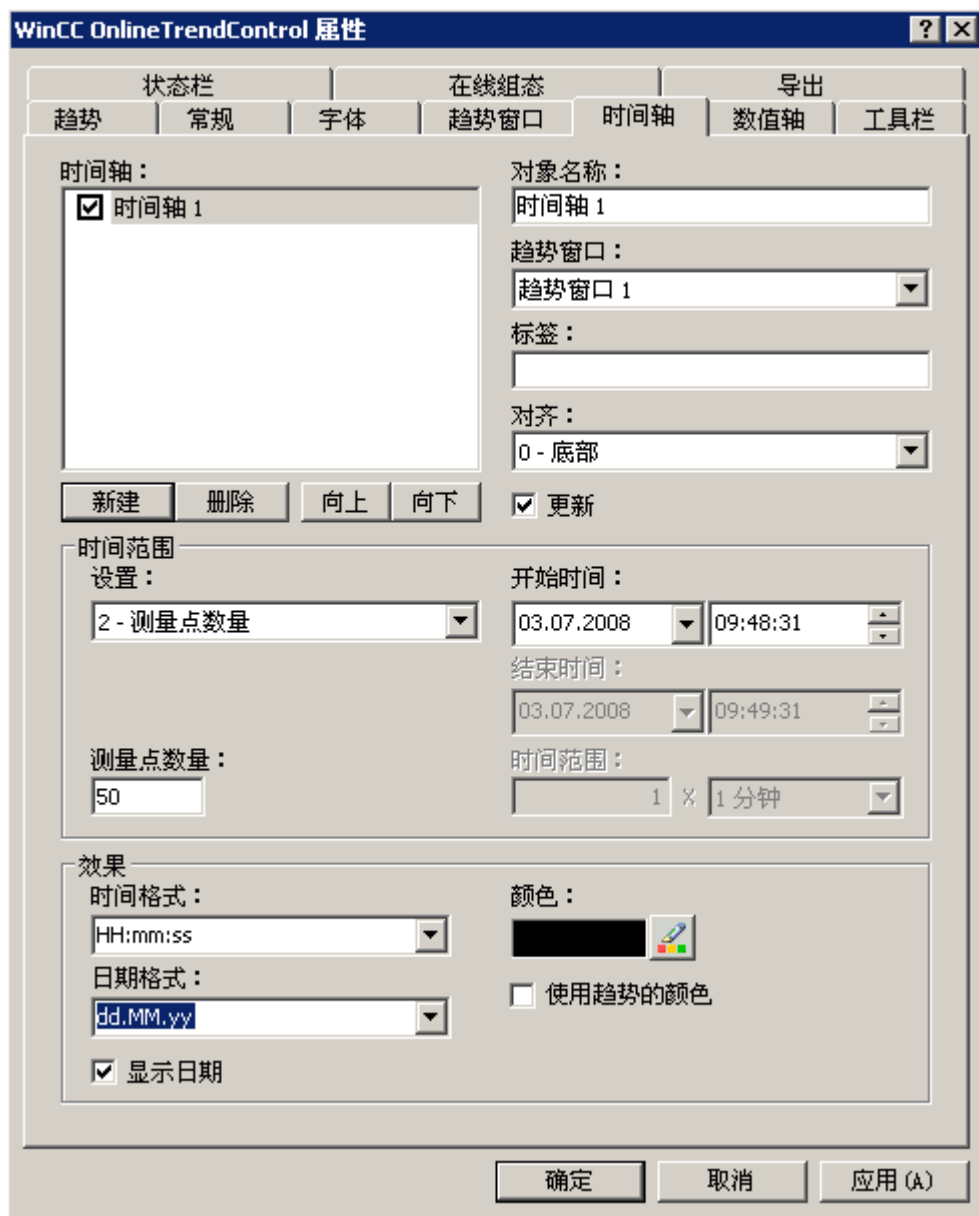 WinCC OnlineTrendControl 属性
状态栏 在线组态 导出
趋势 常规 字体 趋势窗口 时间轴 数值轴 工具栏
时间轴：
时间轴 1
对象名称：
时间轴 1
趋势窗口：
趋势窗口 1
标签：
对齐：
0 - 底部
新建 删除 向上 向下
更新
时间范围
设置：
2 - 测量点数量
开始时间：
03.07.2008 09:48:31
结束时间：
03.07.2008 09:49:31
测量点数量：
50
时间范围：
1 X 1 分钟
效果
时间格式：
HH:mm:ss
颜色：
日期格式：
dd.MM.yy
使用趋势的颜色
显示日期
确定 取消 应用(A)